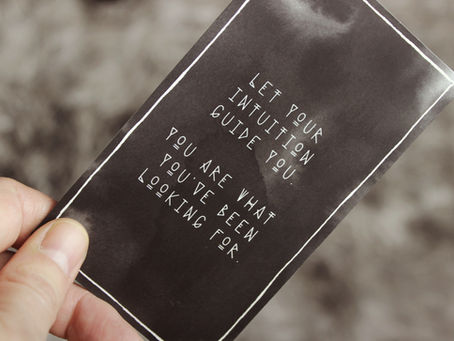 LET YOUR
INTUITION
GUIDE YOU.
YOU ARE WHAT
YOU'VE BEEN
LOOKING FOR.